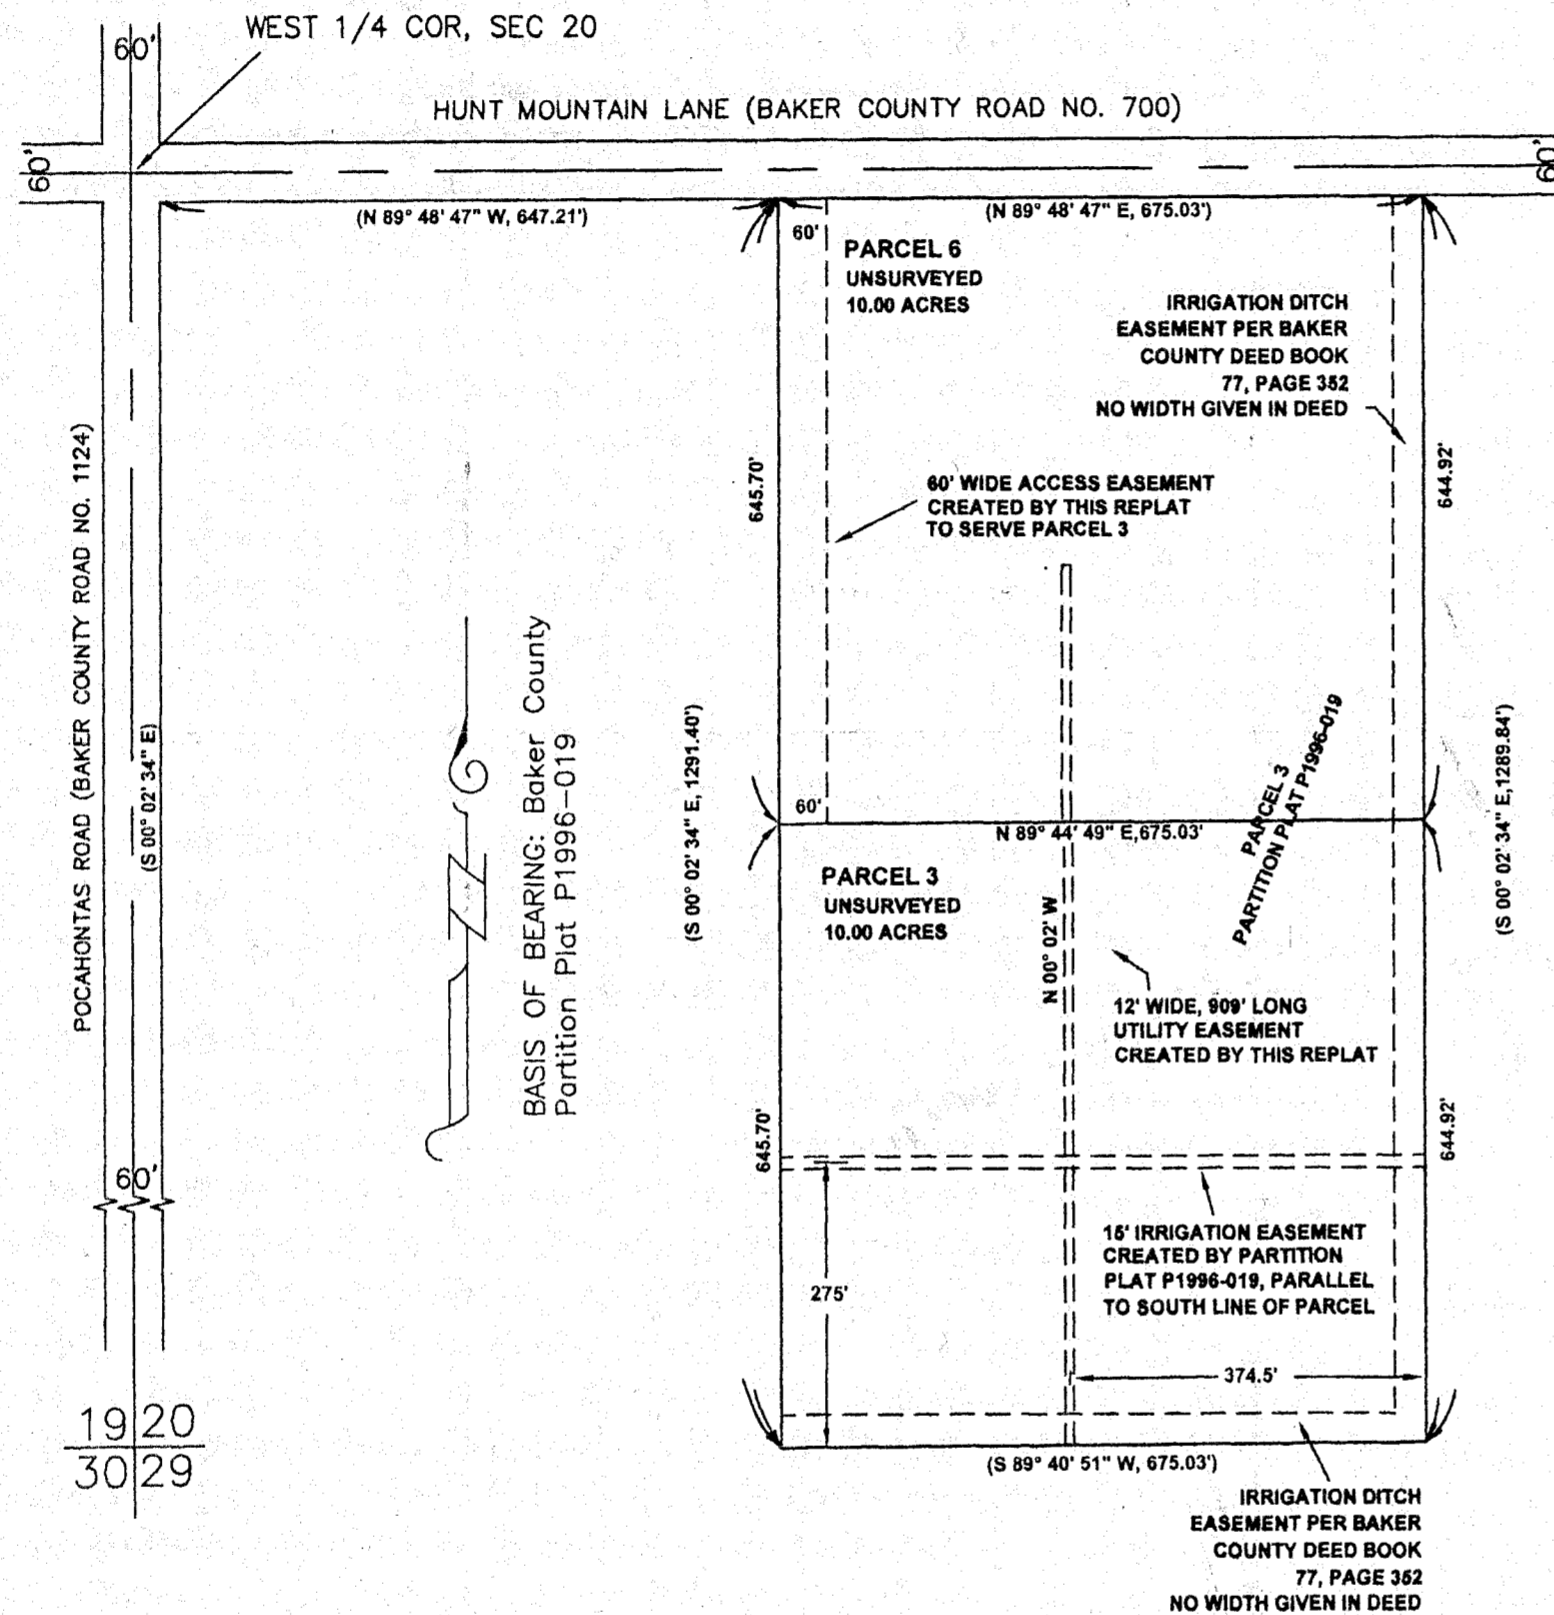 60'
WEST 1/4 COR, SEC 20
HUNT MOUNTAIN LANE (BAKER COUNTY ROAD NO. 700)
60'
60'
(N 89° 48' 47" W, 647.21')
(N 89° 48' 47" E, 675.03')
60'
PARCEL 6
UNSURVEYED
10.00 ACRES
IRRIGATION DITCH
EASEMENT PER BAKER
COUNTY DEED BOOK
77, PAGE 352
NO WIDTH GIVEN IN DEED
645.70'
644.92'
60' WIDE ACCESS EASEMENT
CREATED BY THIS REPLAT
TO SERVE PARCEL 3
POCAHONTAS ROAD (BAKER COUNTY ROAD NO. 1124)
(S 00° 02' 34" E)
BASIS OF BEARING: Baker County
Partition Plat P1996-019
N
(S 00° 02' 34" E, 1291.40')
(S 00° 02' 34" E,1289.84')
60'
N 89° 44' 49" E,675.03'
PARCEL 3
PARTITION PLAT P1996-019
PARCEL 3
UNSURVEYED
10.00 ACRES
N 00° 02' W
12' WIDE, 909' LONG
UTILITY EASEMENT
CREATED BY THIS REPLAT
645.70'
644.92'
60'
15' IRRIGATION EASEMENT
CREATED BY PARTITION
PLAT P1996-019, PARALLEL
TO SOUTH LINE OF PARCEL
275'
374.5'
19 20
30 29
(S 89° 40' 51" W, 675.03')
IRRIGATION DITCH
EASEMENT PER BAKER
COUNTY DEED BOOK
77, PAGE 352
NO WIDTH GIVEN IN DEED